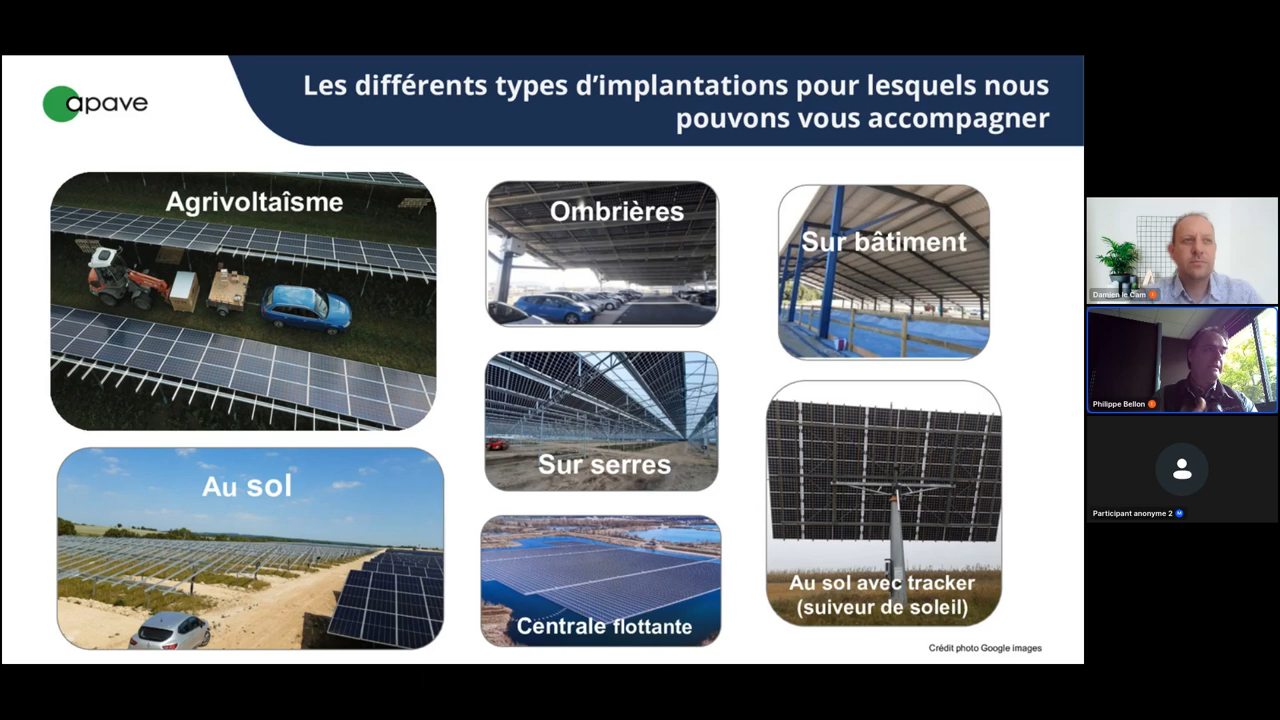 apave
Les différents types d’implantations pour lesquels nous
pouvons vous accompagner
Agrivoltaîsme
Ombrières
Sur bâtiment
Sur serres
Au sol
Centrale flottante
Au sol avec tracker
(suiveur de soleil)
Crédit photo Google images
Damien le Cam
Philippe Bellon
Participant anonyme 2